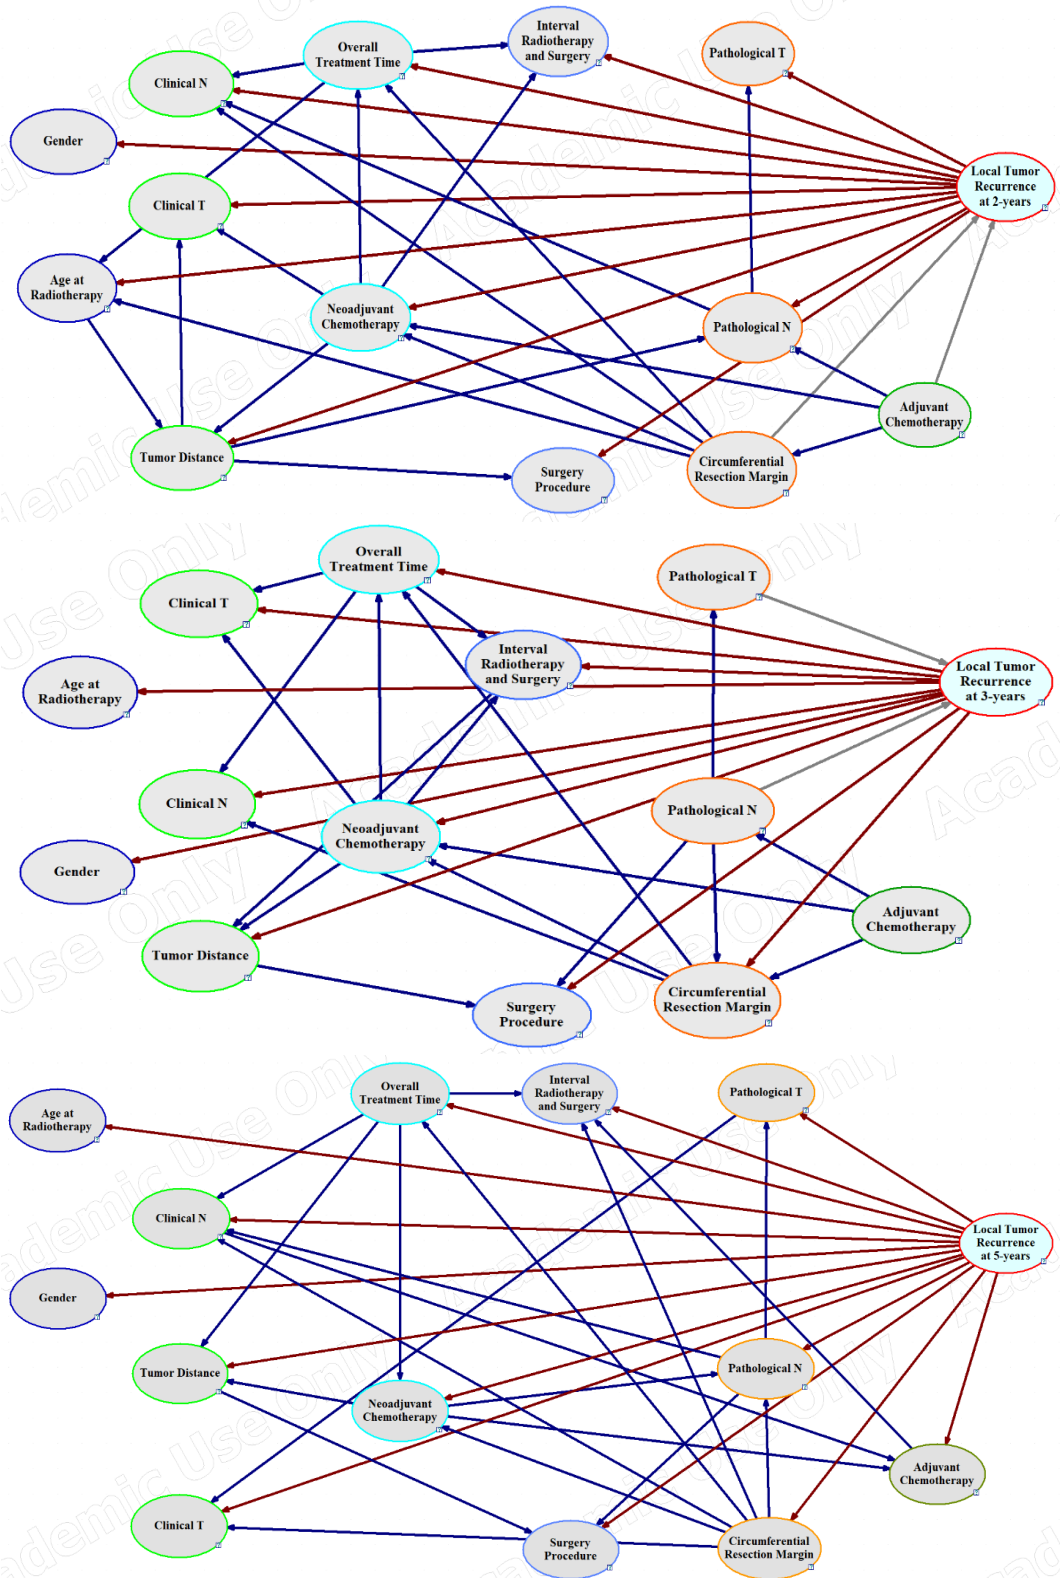 Overall
Treatment Time
Interval
Radiotherapy
and Surgery
Pathological T
Clinical N
Gender
Local Tumor
Recurrence
at 2-years
Clinical T
Age at
Radiotherapy
Neoadjuvant
Chemotherapy
Pathological N
Adjuvant
Chemotherapy
Tumor Distance
Surgery
Procedure
Circumferential
Resection Margin
Overall
Treatment Time
Pathological T
Clinical T
Interval
Radiotherapy
and Surgery
Local Tumor
Recurrence
at 3-years
Age at
Radiotherapy
Clinical N
Neoadjuvant
Chemotherapy
Pathological N
Gender
Adjuvant
Chemotherapy
Tumor Distance
Surgery
Procedure
Circumferential
Resection Margin
Overall
Treatment Time
Interval
Radiotherapy
and Surgery
Pathological T
Age at
Radiotherapy
Clinical N
Local Tumor
Recurrence
at 5-years
Gender
Tumor Distance
Pathological N
Neoadjuvant
Chemotherapy
Adjuvant
Chemotherapy
Clinical T
Surgery
Procedure
Circumferential
Resection Margin